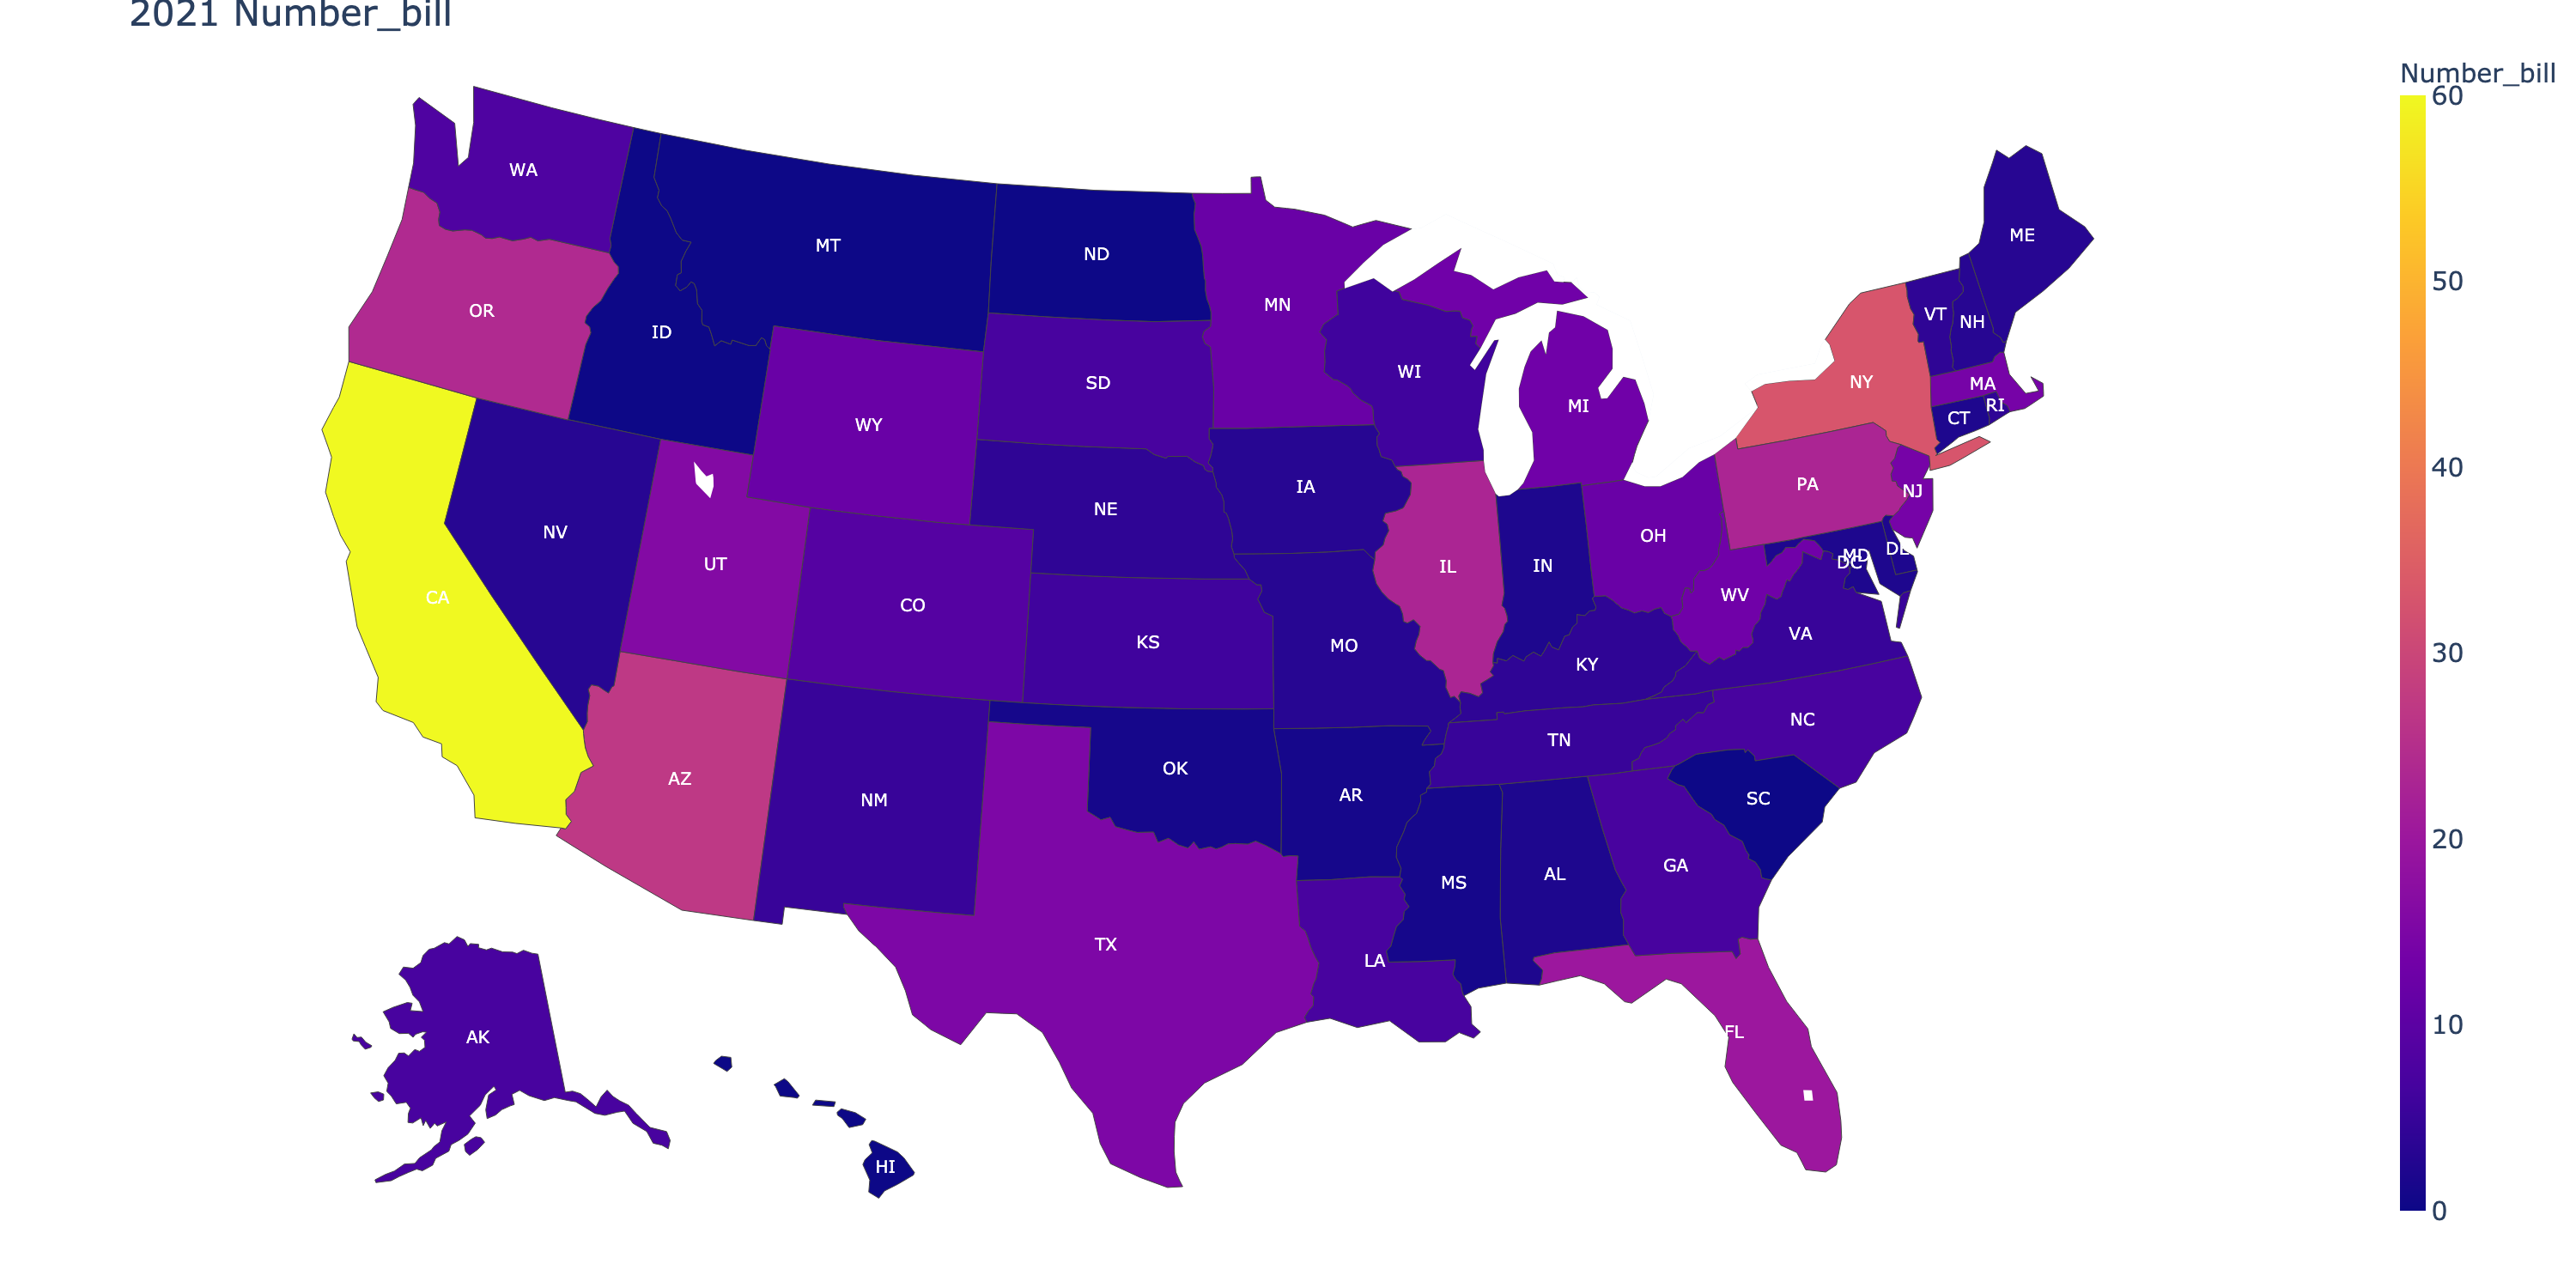 2021 Number_bill
Number_bill
60
50
40
30
20
10
0
WA
MT
ND
MN
ME
OR
ID
SD
WI
MI
VT
NH
NY
MA
RI
CT
WY
NV
NE
IA
PA
NJ
UT
CO
IL
IN
OH
MD
DE
DC
CA
KS
MO
WV
KY
VA
AZ
NM
OK
AR
TN
NC
SC
MS
AL
GA
TX
LA
FL
AK
HI